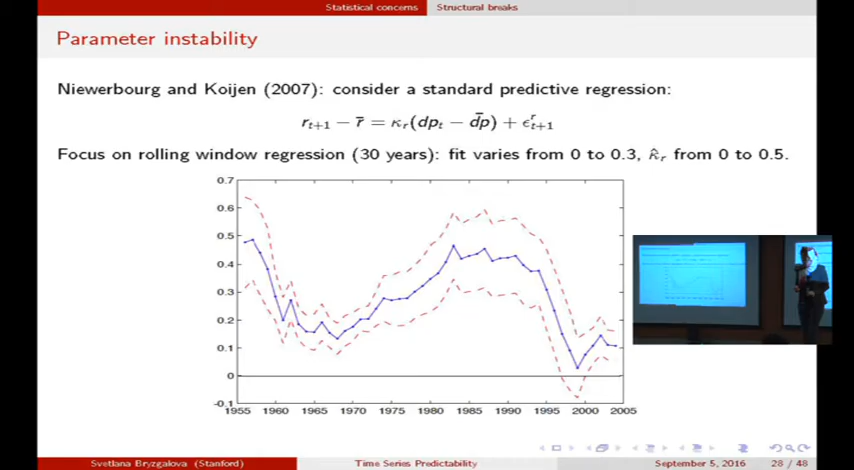 Statistical concerns Structural breaks
Parameter instability
Niewerbourg and Koijen (2007): consider a standard predictive regression:
r_{t+1} − r̄ = κ_r(dp_t − d̄p̄) + ϵ^r_{t+1}
Focus on rolling window regression (30 years): fit varies from 0 to 0.3, κ̂_r from 0 to 0.5.
0.7
0.6
0.5
0.4
0.3
0.2
0.1
0
-0.1
1955 1960 1965 1970 1975 1980 1985 1990 1995 2000 2005
Svetlana Bryzgalova (Stanford) Time Series Predictability September 5, 2016 28 / 48